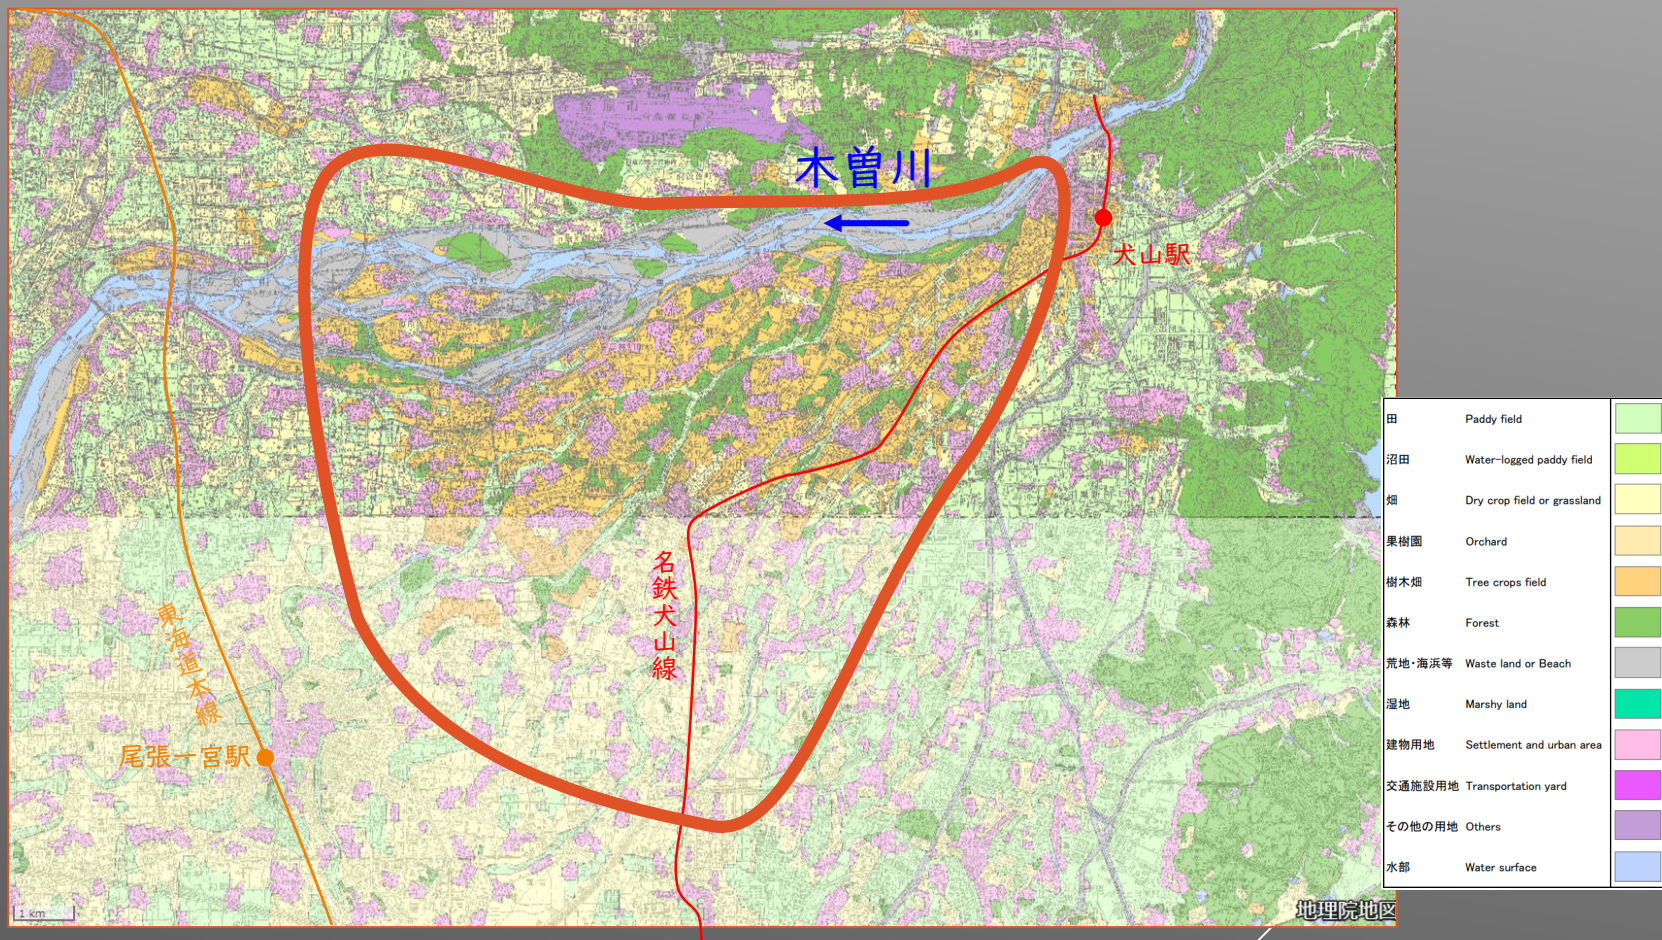 木曽川
犬山駅
名鉄犬山線
東海道本線
尾張一宮駅
1 km
田 Paddy field
沼田 Water-logged paddy field
畑 Dry crop field or grassland
果樹園 Orchard
樹木畑 Tree crops field
森林 Forest
荒地・海浜等 Waste land or Beach
湿地 Marshy land
建物用地 Settlement and urban area
交通施設用地 Transportation yard
その他の用地 Others
水部 Water surface
地理院地図